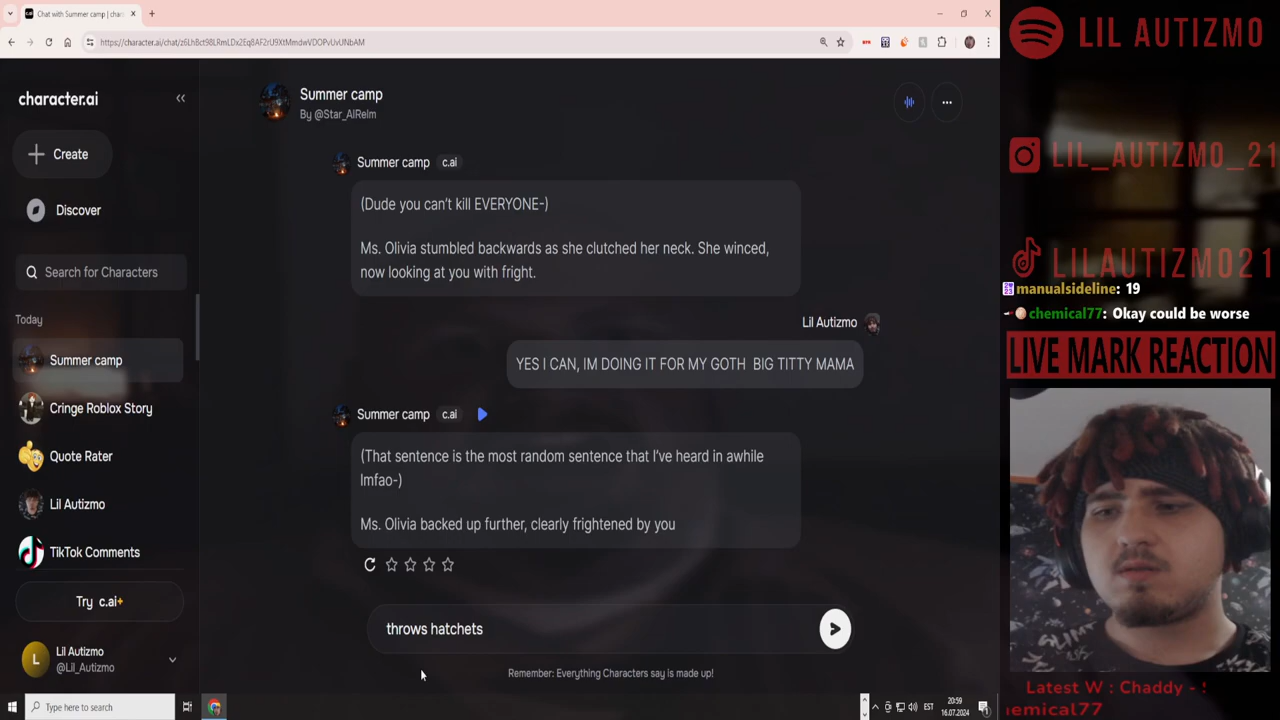 Chat with Summer camp | charac
https://character.ai/chat/z6LhBct98LRmLDx2Eq8AF2rU9XtMmdwVDOPvUvUNbAM
character.ai
Create
Discover
Search for Characters
Today
Summer camp
Cringe Roblox Story
Quote Rater
Lil Autizmo
TikTok Comments
Try c.ai+
L
Lil Autizmo
@Lil_Autizmo
Summer camp
By @Star_AIRelm
Summer camp c.ai
(Dude you can't kill EVERYONE-)
Ms. Olivia stumbled backwards as she clutched her neck. She winced,
now looking at you with fright.
Lil Autizmo
YES I CAN, IM DOING IT FOR MY GOTH BIG TITTY MAMA
Summer camp c.ai
(That sentence is the most random sentence that I've heard in awhile
lmfao-)
Ms. Olivia backed up further, clearly frightened by you
throws hatchets
Remember: Everything Characters say is made up!
LIL AUTIZMO
LIL_AUTIZMO_21
LILAUTIZMO21
manualsideline: 19
chemical77: Okay could be worse
LIVE MARK REACTION
Latest W : Chaddy -
hemical77
Type here to search
EST
20:59
16.07.2024